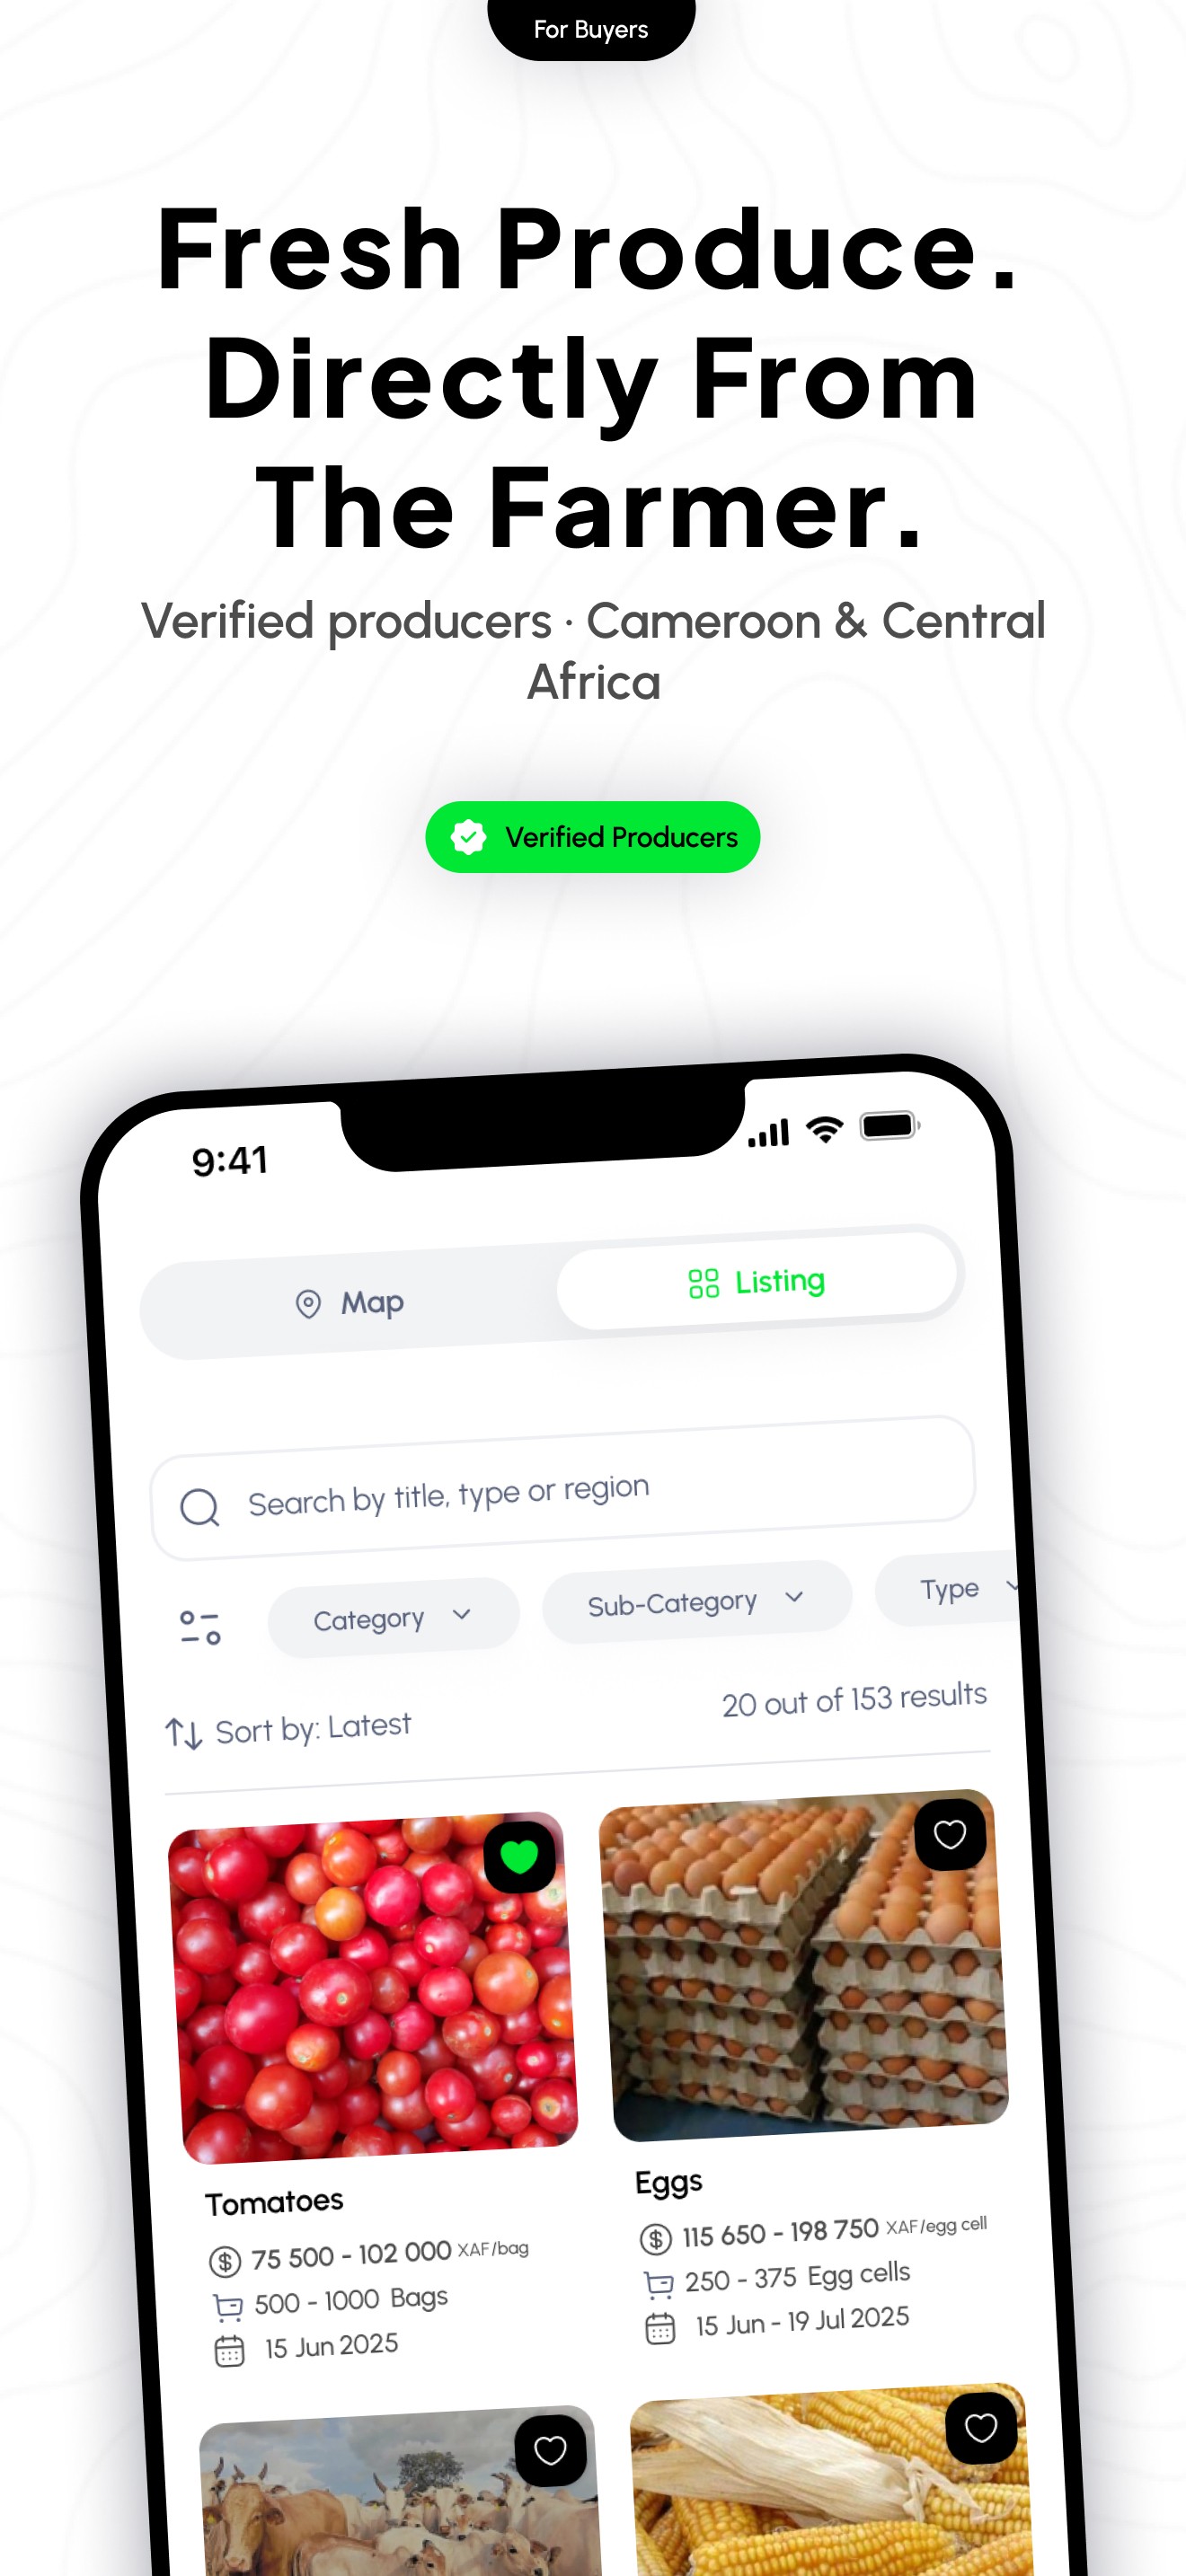 For Buyers
Fresh Produce.
Directly From
The Farmer.
Verified producers · Cameroon & Central
Africa
Verified Producers
9:41
Map
Listing
Search by title, type or region
Category
Sub-Category
Type
Sort by: Latest
20 out of 153 results
Tomatoes
75 500 - 102 000 XAF/bag
500 - 1000 Bags
15 Jun 2025
Eggs
115 650 - 198 750 XAF/egg cell
250 - 375 Egg cells
15 Jun - 19 Jul 2025